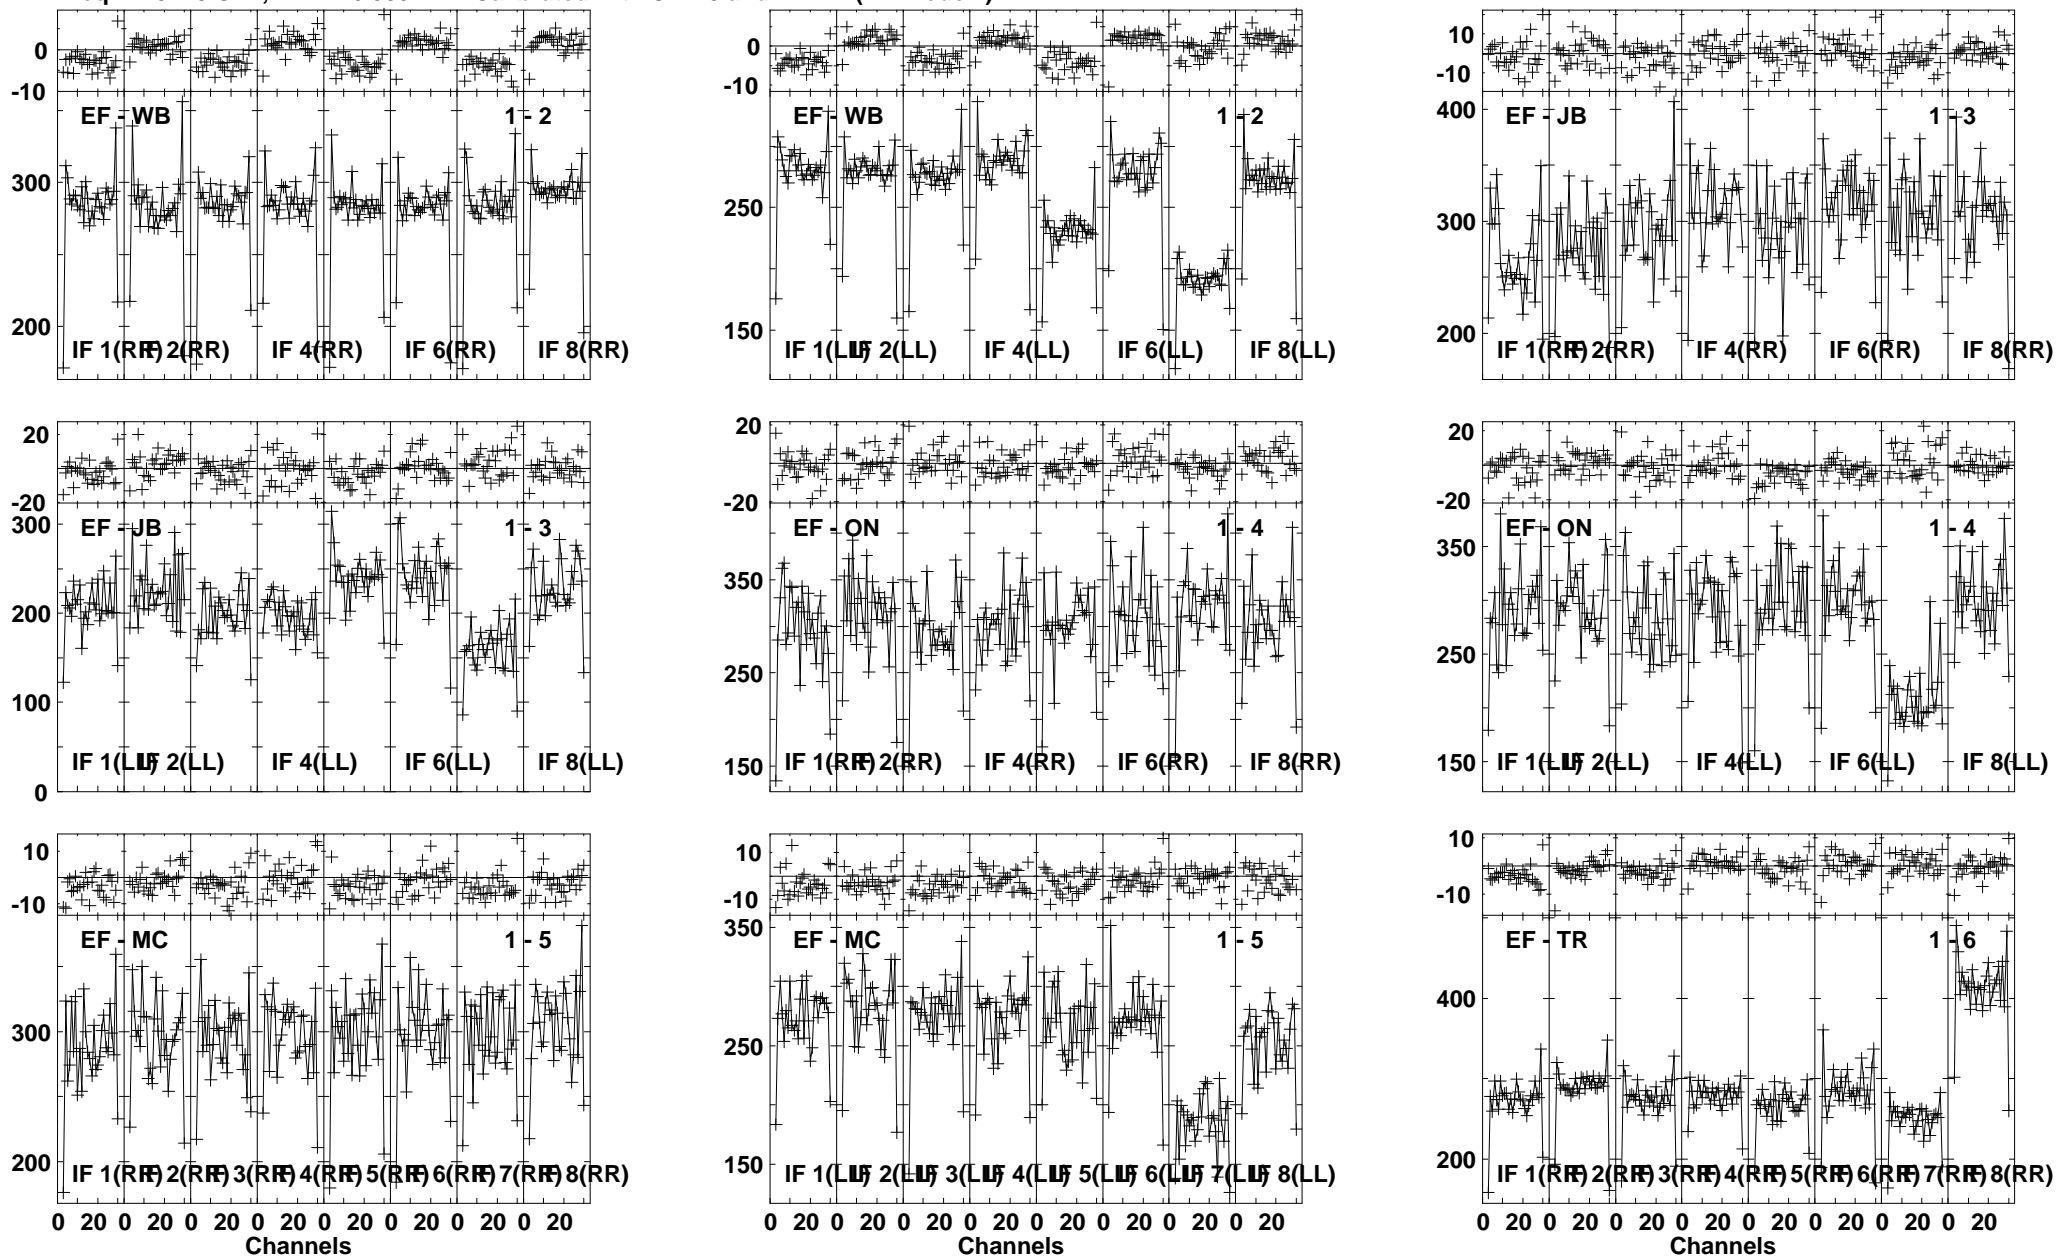 0
-10
EF - WB 1 - 2
300
200
IF 1(RR) IF 2(RR) IF 4(RR) IF 6(RR) IF 8(RR)
0
-10
EF - WB 1 - 2
250
150
IF 1(LL) IF 2(LL) IF 4(LL) IF 6(LL) IF 8(LL)
10
-10
400
EF - JB 1 - 3
300
200
IF 1(RR) IF 2(RR) IF 4(RR) IF 6(RR) IF 8(RR)
20
-20
300
EF - JB 1 - 3
200
100
IF 1(LL) IF 2(LL) IF 4(LL) IF 6(LL) IF 8(LL)
0
20
-20
EF - ON 1 - 4
350
250
150
IF 1(RR) IF 2(RR) IF 4(RR) IF 6(RR) IF 8(RR)
20
-20
EF - ON 1 - 4
350
250
150
IF 1(LL) IF 2(LL) IF 4(LL) IF 6(LL) IF 8(LL)
10
-10
EF - MC 1 - 5
300
200
IF 1(RR) IF 2(RR) IF 3(RR) IF 4(RR) IF 5(RR) IF 6(RR) IF 7(RR) IF 8(RR)
0 20 0 20 0 20 0 20 0 20 0 20 0 20 0 20
Channels
10
-10
350
EF - MC 1 - 5
250
150
IF 1(LL) IF 2(LL) IF 3(LL) IF 4(LL) IF 5(LL) IF 6(LL) IF 7(LL) IF 8(LL)
0 20 0 20 0 20 0 20 0 20 0 20 0 20 0 20
Channels
10
-10
EF - TR 1 - 6
400
200
IF 1(RR) IF 2(RR) IF 3(RR) IF 4(RR) IF 5(RR) IF 6(RR) IF 7(RR) IF 8(RR)
0 20 0 20 0 20 0 20 0 20 0 20 0 20 0 20
Channels